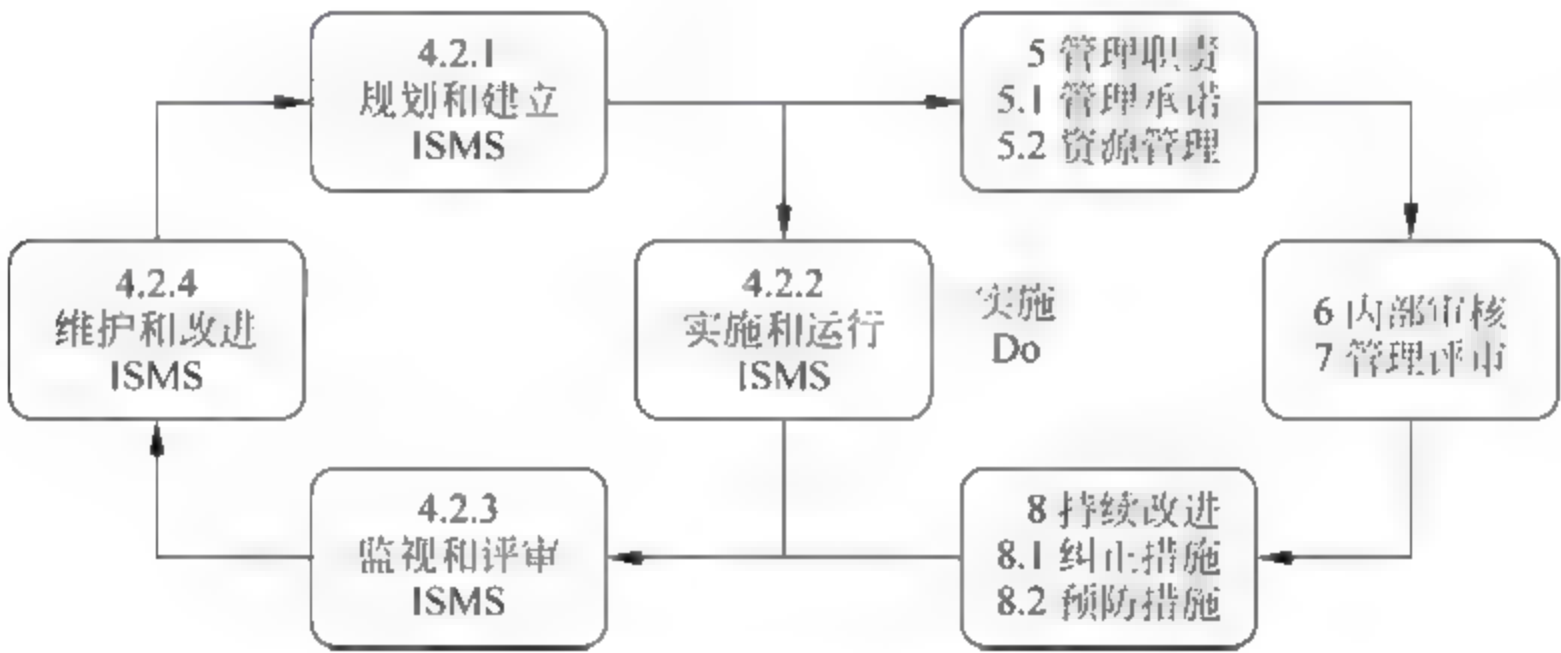 4.2.1
规划和建立
ISMS
5 管理职责
5.1 管理承诺
5.2 资源管理
4.2.4
维护和改进
ISMS
4.2.2
实施和运行
ISMS
实施
Do
6 内部审核
7 管理评审
4.2.3
监视和评审
ISMS
8 持续改进
8.1 纠正措施
8.2 预防措施